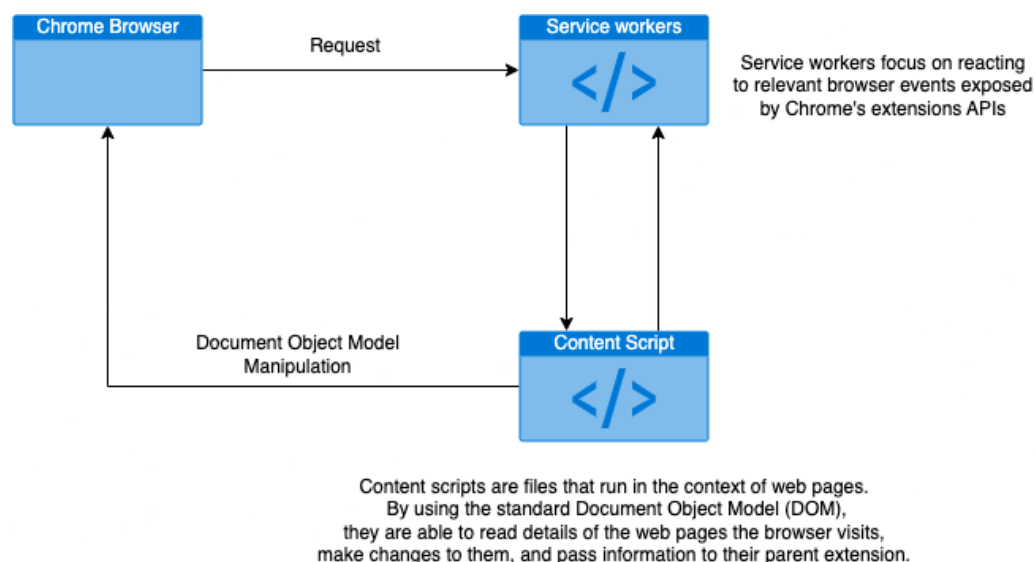 Chrome Browser
Request
Service workers
</>
Service workers focus on reacting
to relevant browser events exposed
by Chrome's extensions APIs
Document Object Model
Manipulation
Content Script
</>
Content scripts are files that run in the context of web pages.
By using the standard Document Object Model (DOM),
they are able to read details of the web pages the browser visits,
make changes to them, and pass information to their parent extension.